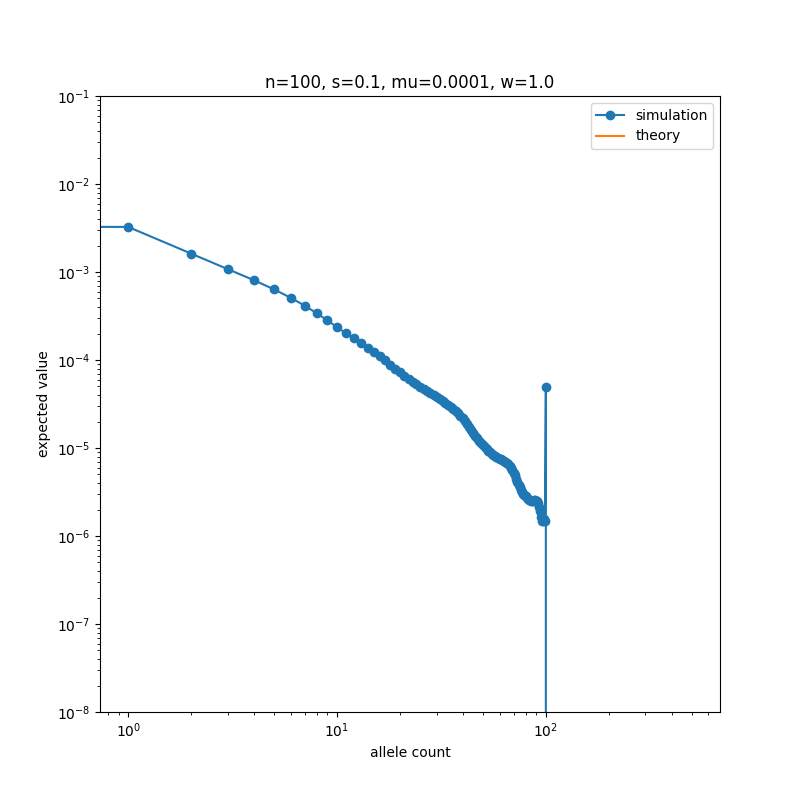 n=100, s=0.1, mu=0.0001, w=1.0
simulation
theory
10⁻¹
10⁻²
10⁻³
10⁻⁴
10⁻⁵
10⁻⁶
10⁻⁷
10⁻⁸
expected value
10⁰ 10¹ 10²
allele count